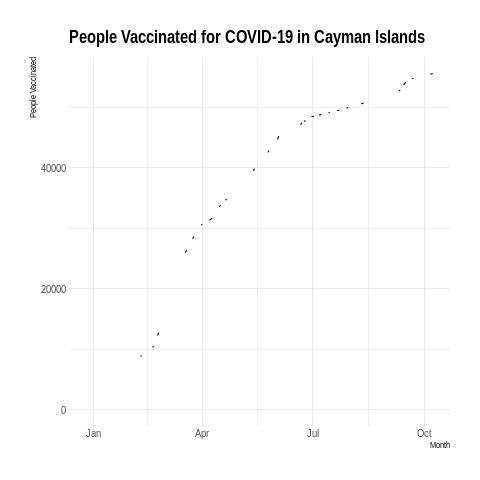 People Vaccinated for COVID-19 in Cayman Islands
People Vaccinated
40000
20000
0
Jan Apr Jul Oct
Month